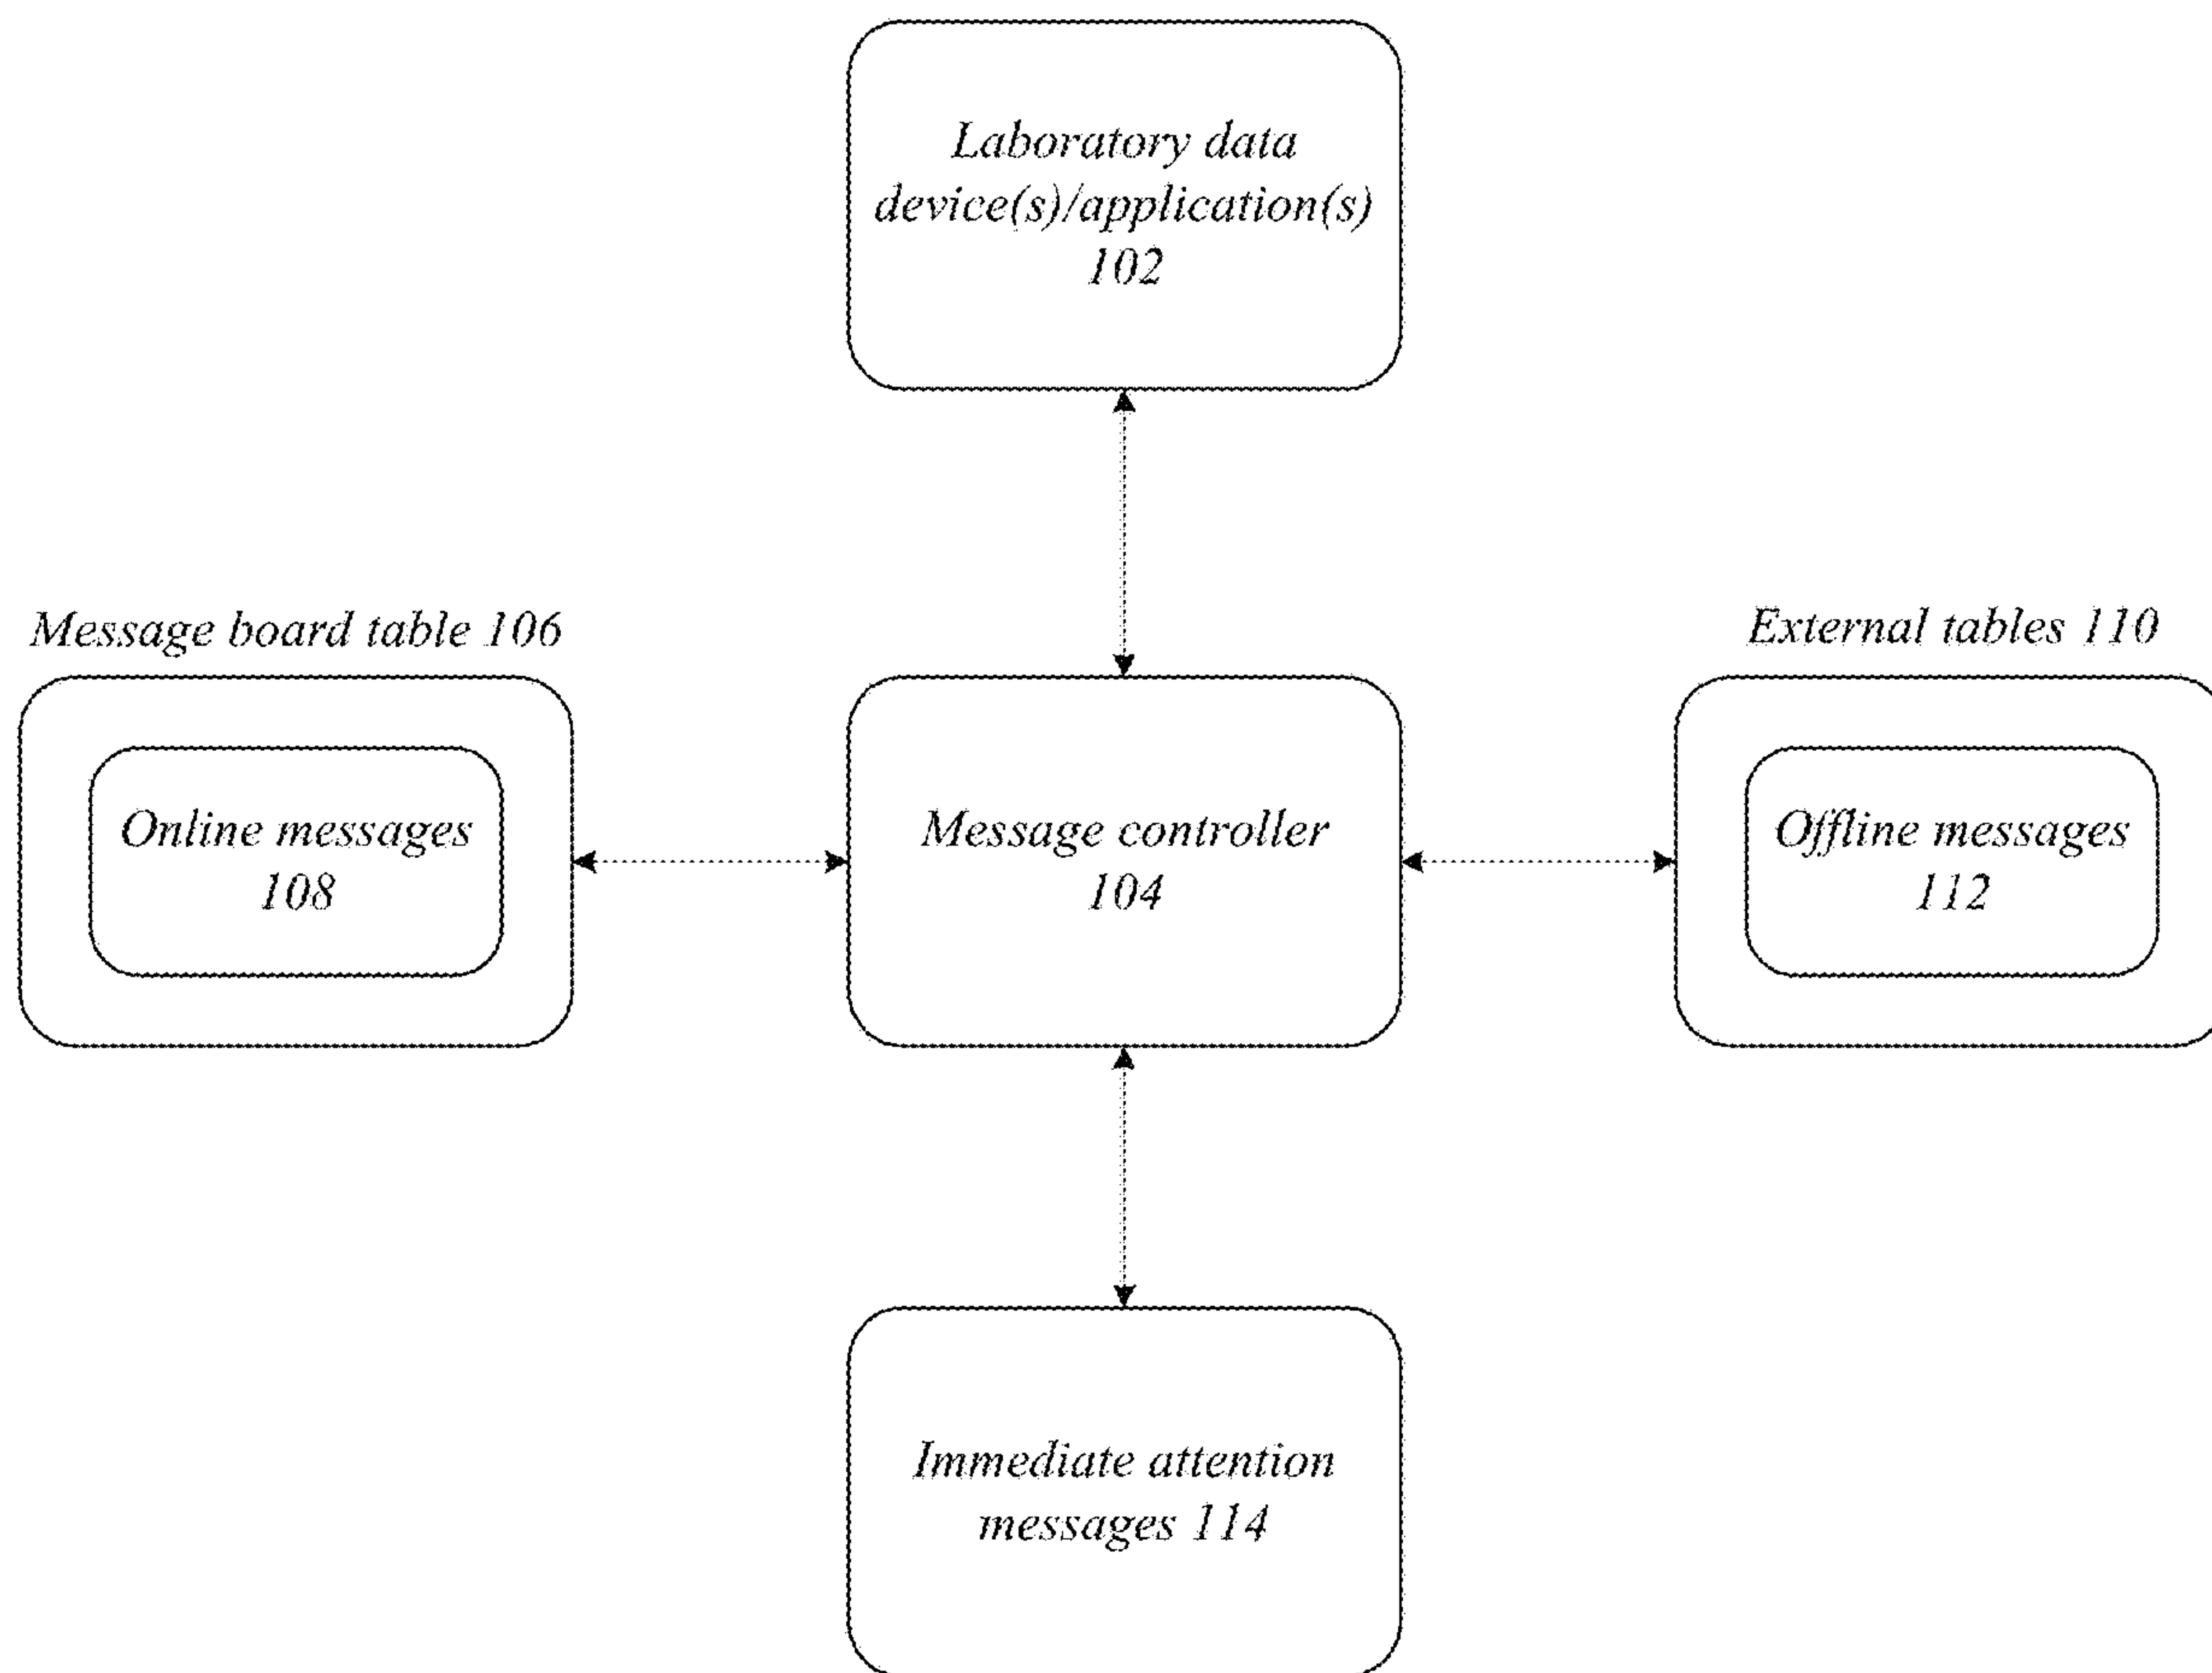 Laboratory data
device(s)/application(s)
102
Message board table 106
External tables 110
Online messages
108
Message controller
104
Offline messages
112
Immediate attention
messages 114